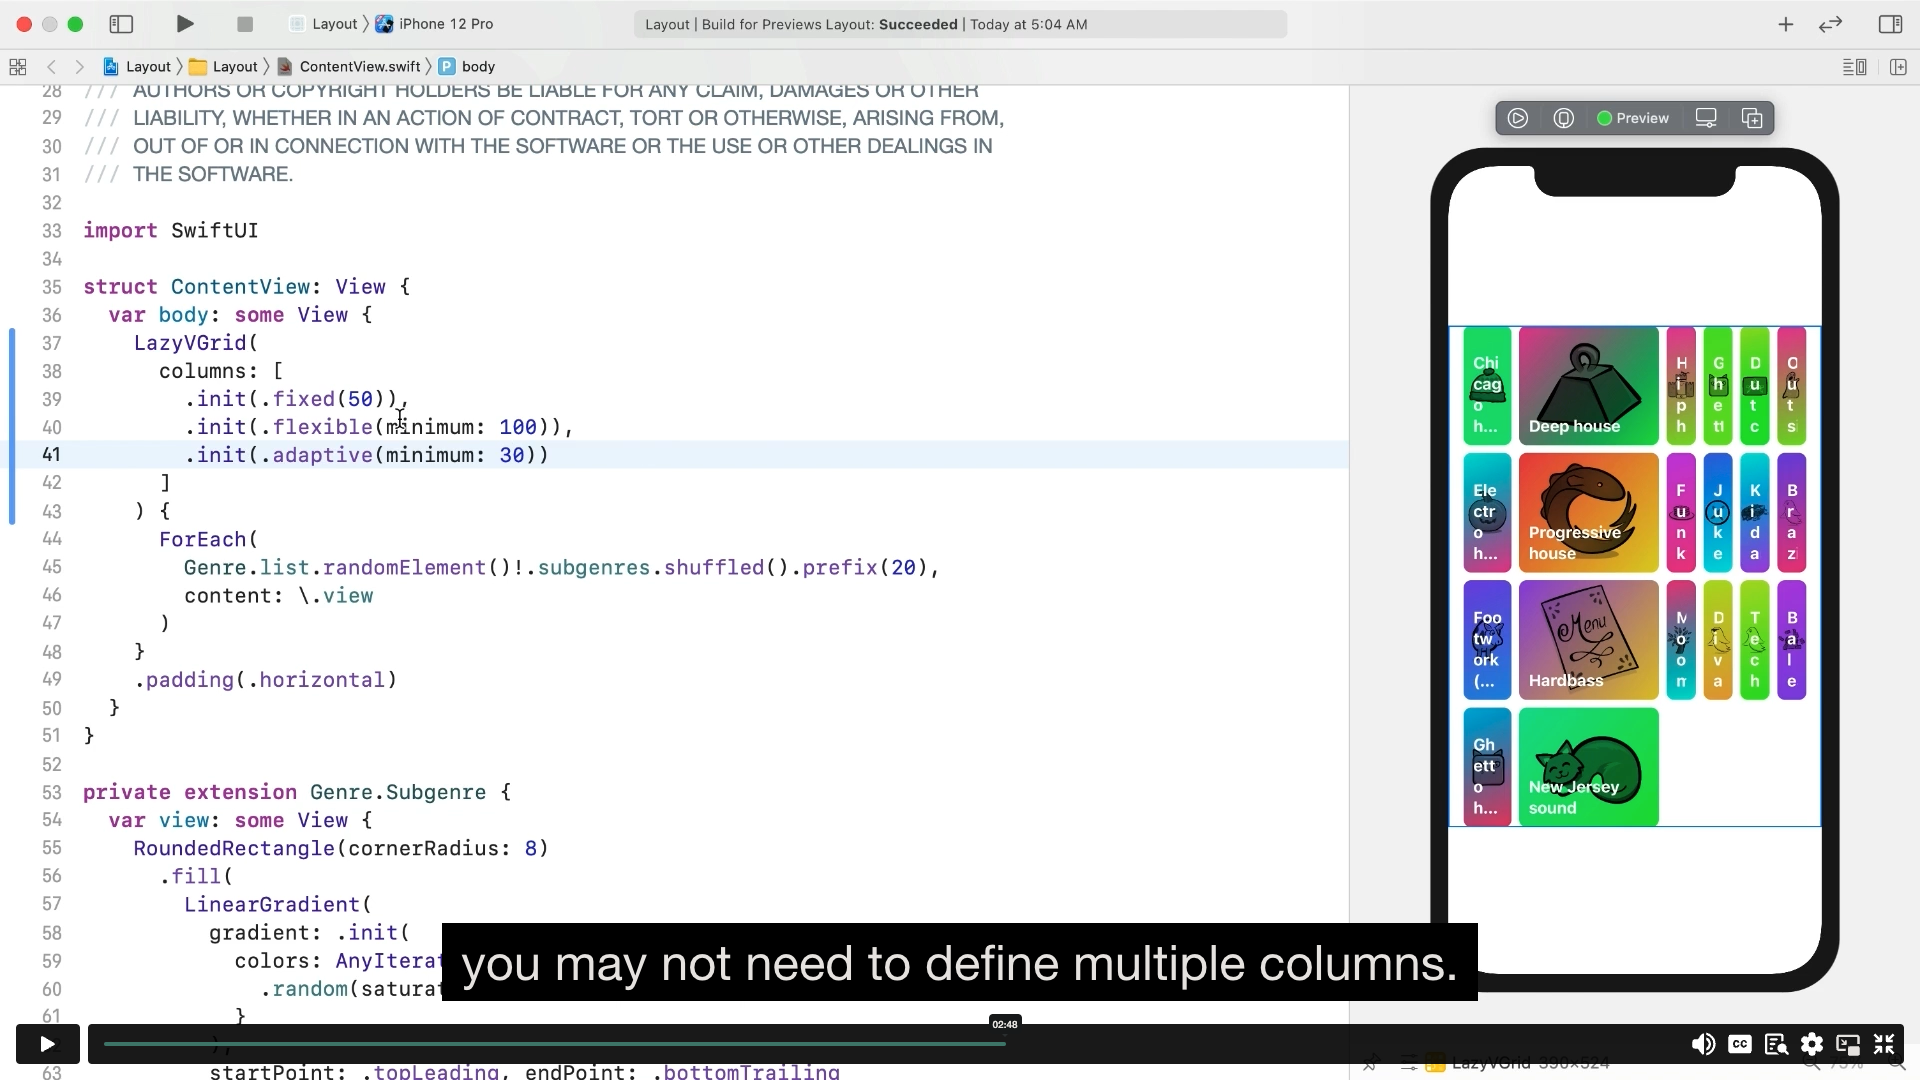 Layout 〉 iPhone 12 Pro
Layout | Build for Previews Layout: Succeeded | Today at 5:04 AM
Layout 〉 Layout 〉 ContentView.swift 〉 P body
28 /// AUTHORS OR COPYRIGHT HOLDERS BE LIABLE FOR ANY CLAIM, DAMAGES OR OTHER
29 /// LIABILITY, WHETHER IN AN ACTION OF CONTRACT, TORT OR OTHERWISE, ARISING FROM,
30 /// OUT OF OR IN CONNECTION WITH THE SOFTWARE OR THE USE OR OTHER DEALINGS IN
31 /// THE SOFTWARE.
32
33 import SwiftUI
34
35 struct ContentView: View {
36 var body: some View {
37 LazyVGrid(
38 columns: [
39 .init(.fixed(50)),
40 .init(.flexible(minimum: 100)),
41 .init(.adaptive(minimum: 30))
42 ]
43 ) {
44 ForEach(
45 Genre.list.randomElement()!.subgenres.shuffled().prefix(20),
46 content: \.view
47 )
48 }
49 .padding(.horizontal)
50 }
51 }
52
53 private extension Genre.Subgenre {
54 var view: some View {
55 RoundedRectangle(cornerRadius: 8)
56 .fill(
57 LinearGradient(
58 gradient: .init(
59 colors: AnyIterat
60 .random(saturat
61 }
),
63 startPoint: .topLeading, endPoint: .bottomTrailing
Preview
Chi
cag
o
h...
Deep house
H
i
p
h
G
h
e
tt
D
u
t
c
O
u
t
s
Ele
ctr
o
h...
Progressive
house
F
u
n
k
J
u
k
e
K
i
d
a
B
r
a
zi
Foo
tw
ork
(...
Menu
Hardbass
M
o
o
m
D
i
v
a
T
e
c
h
B
a
l
e
Gh
ett
o
h...
New Jersey
sound
you may not need to define multiple columns.
02:48
CC
LazyVGrid 390×524
75%